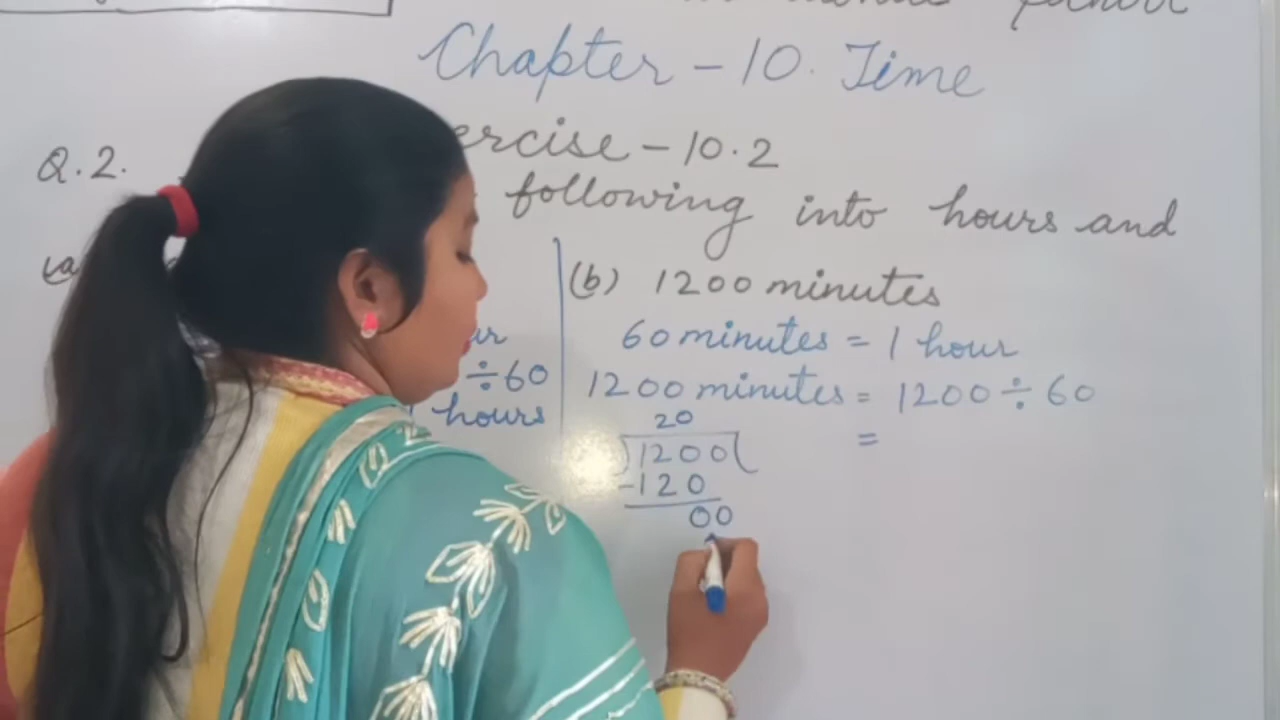 Chapter - 10. Time
ercise - 10.2
Q.2.
following into hours and
(a)
÷ 60
hours
(b) 1200 minutes
60 minutes = 1 hour
1200 minutes = 1200 ÷ 60
=
20
1200
-120
00